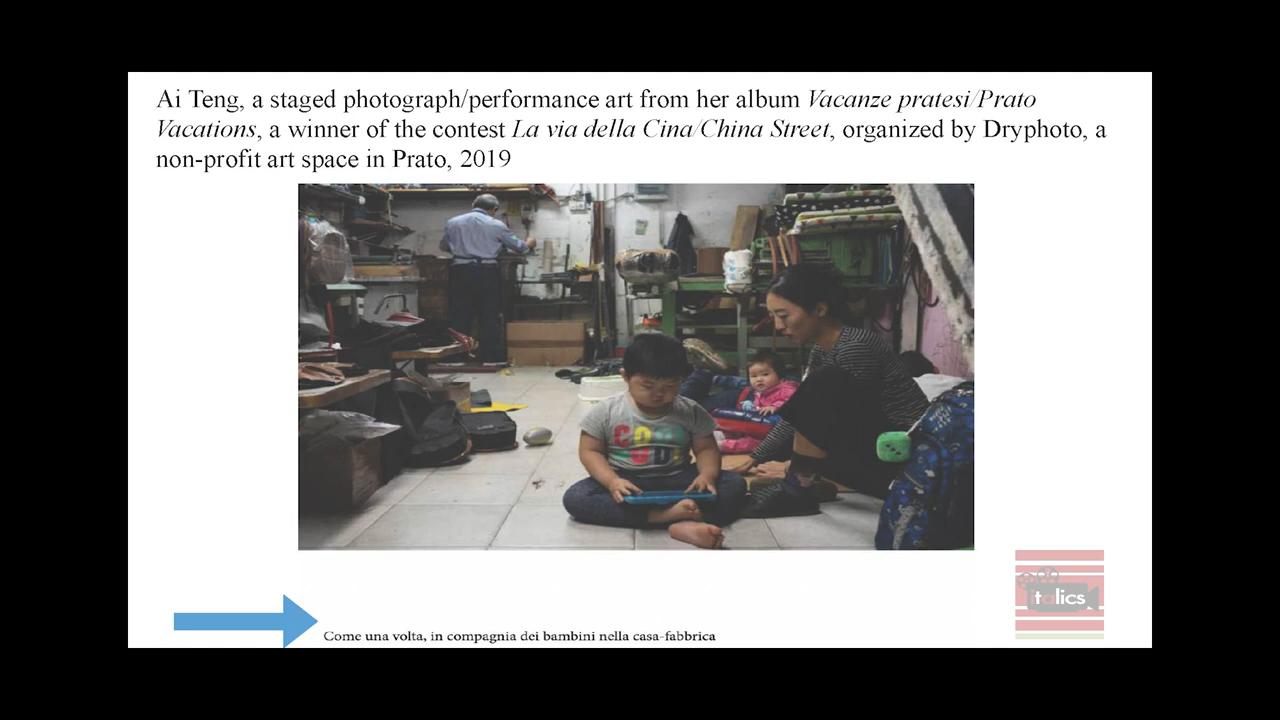 Ai Teng, a staged photograph/performance art from her album Vacanze pratesi/Prato
Vacations, a winner of the contest La via della Cina/China Street, organized by Dryphoto, a
non-profit art space in Prato, 2019
COOL
Come una volta, in compagnia dei bambini nella casa-fabbrica
italics